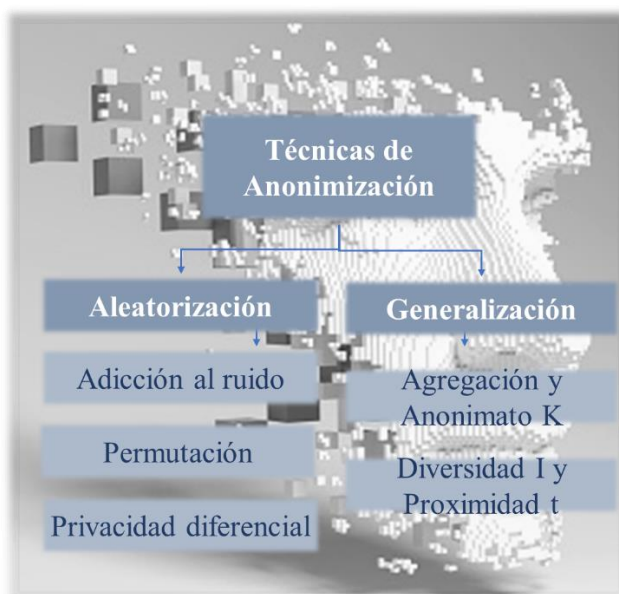 Técnicas de
Anonimización
Aleatorización
Generalización
Adicción al ruido
Agregación y
Anonimato K
Permutación
Diversidad I y
Proximidad t
Privacidad diferencial